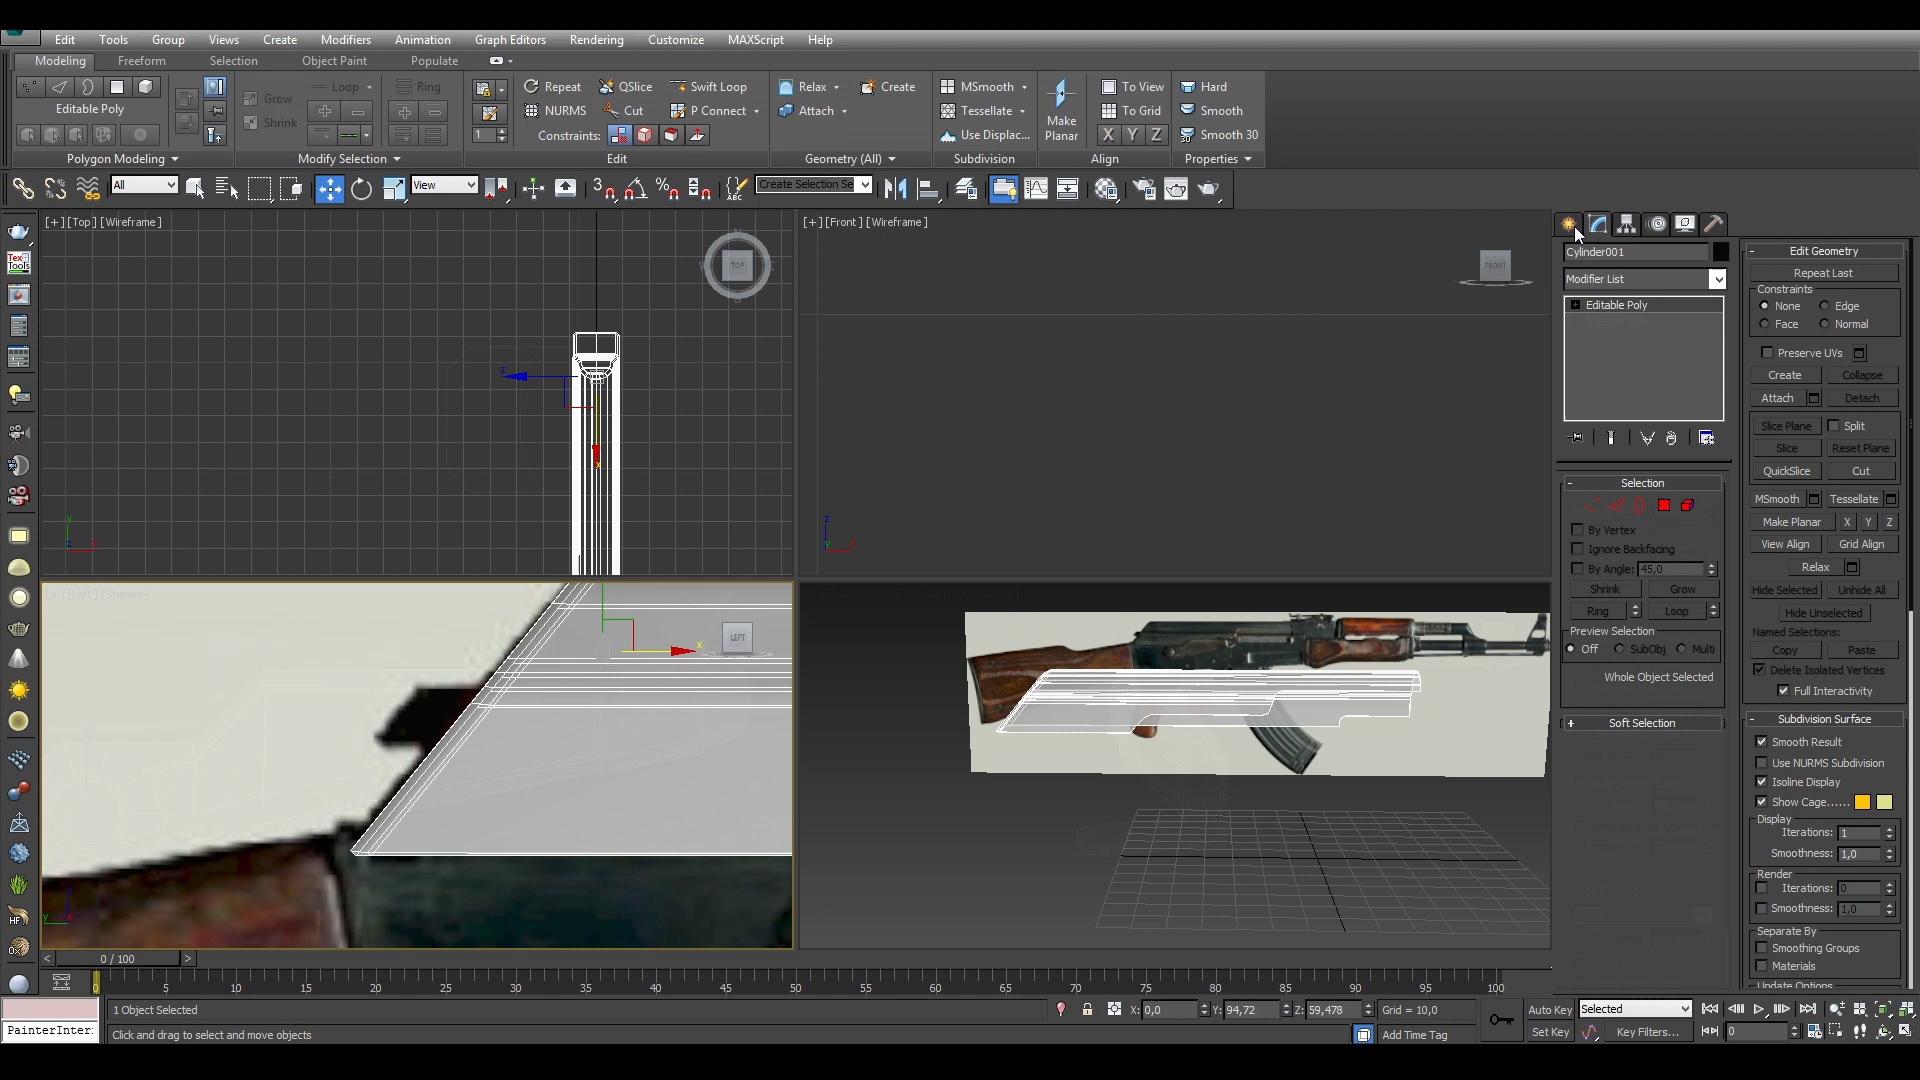 Edit Tools Group Views Create Modifiers Animation Graph Editors Rendering Customize MAXScript Help
Modeling Freeform Selection Object Paint Populate
Editable Poly
Polygon Modeling
Grow Loop Ring
Shrink
Modify Selection
Repeat QSlice Swift Loop
NURMS Cut P Connect
1 Constraints:
Edit
Relax Create
Attach
Geometry (All)
MSmooth
Tessellate
Use Displac...
Subdivision
Make Planar
To View
To Grid
X Y Z
Align
Hard
Smooth
Smooth 30
Properties
All View 3 ABC Create Selection Se
[+][Top][Wireframe]
TOP
[+][Front][Wireframe]
FRONT
[+][Left][Shaded]
LEFT
Tex Tools
HF
OX
Cylinder001
Modifier List
Editable Poly
Selection
By Vertex
Ignore Backfacing
By Angle: 45,0
Shrink Grow
Ring Loop
Preview Selection
Off SubObj Multi
Whole Object Selected
Soft Selection
Edit Geometry
Repeat Last
Constraints
None Edge
Face Normal
Preserve UVs
Create Collapse
Attach Detach
Slice Plane Split
Slice Reset Plane
QuickSlice Cut
MSmooth Tessellate
Make Planar X Y Z
View Align Grid Align
Relax
Hide Selected Unhide All
Hide Unselected
Named Selections:
Copy Paste
Delete Isolated Vertices
Full Interactivity
Subdivision Surface
Smooth Result
Use NURMS Subdivision
Isoline Display
Show Cage......
Display
Iterations: 1
Smoothness: 1,0
Render
Iterations: 0
Smoothness: 1,0
Separate By
Smoothing Groups
Materials
Update Options
< 0 / 100 >
0 5 10 15 20 25 30 35 40 45 50 55 60 65 70 75 80 85 90 95 100
1 Object Selected X: 0,0 Y: 94,72 Z: 59,478 Grid = 10,0 Auto Key Selected
PainterInter: Click and drag to select and move objects Add Time Tag Set Key Key Filters... 0